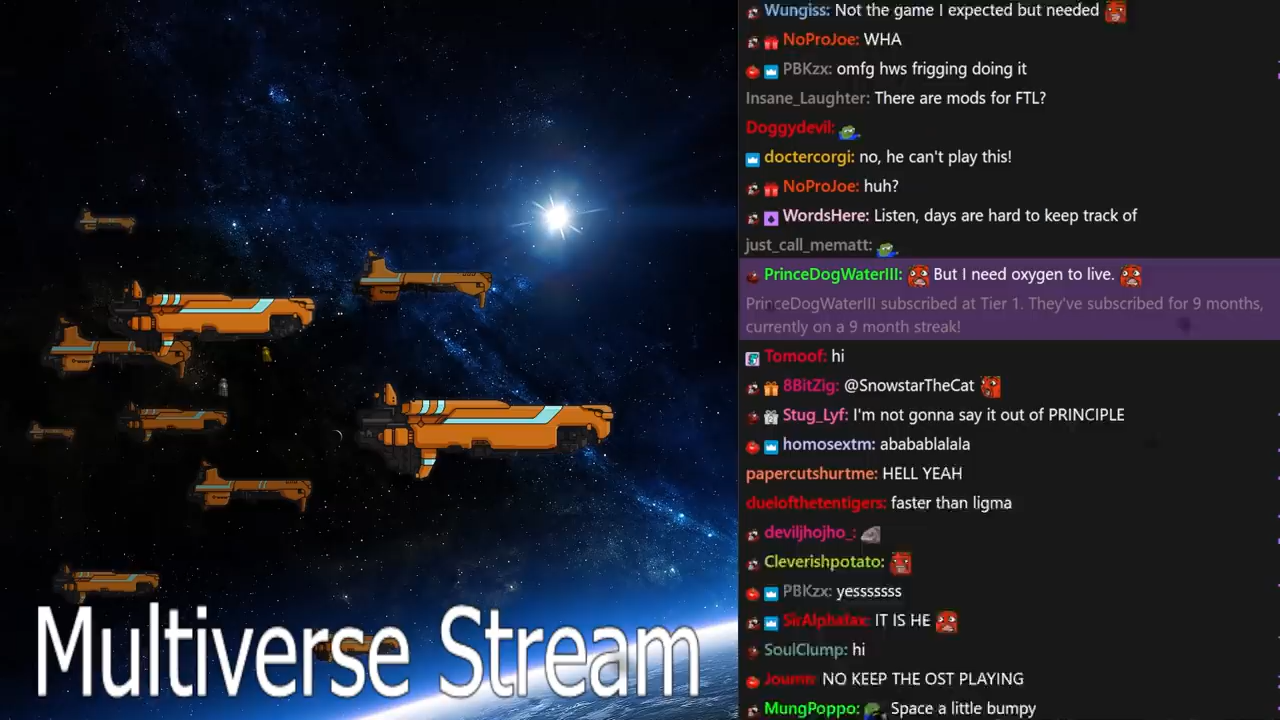 Multiverse Stream
Wungiss: Not the game I expected but needed
NoProJoe: WHA
PBKzx: omfg hws frigging doing it
Insane_Laughter: There are mods for FTL?
Doggydevil:
doctercorgi: no, he can't play this!
NoProJoe: huh?
WordsHere: Listen, days are hard to keep track of
just_call_mematt:
PrinceDogWaterIII: But I need oxygen to live.
PrinceDogWaterIII subscribed at Tier 1. They've subscribed for 9 months,
currently on a 9 month streak!
Tomoof: hi
8BitZig: @SnowstarTheCat
Stug_Lyf: I'm not gonna say it out of PRINCIPLE
homosextm: ababablalala
papercutshurtme: HELL YEAH
duelofthetentigers: faster than ligma
deviljhojho_:
Cleverishpotato:
PBKzx: yesssssss
IT IS HE
SoulClump: hi
NO KEEP THE OST PLAYING
MungPoppo: Space a little bumpy